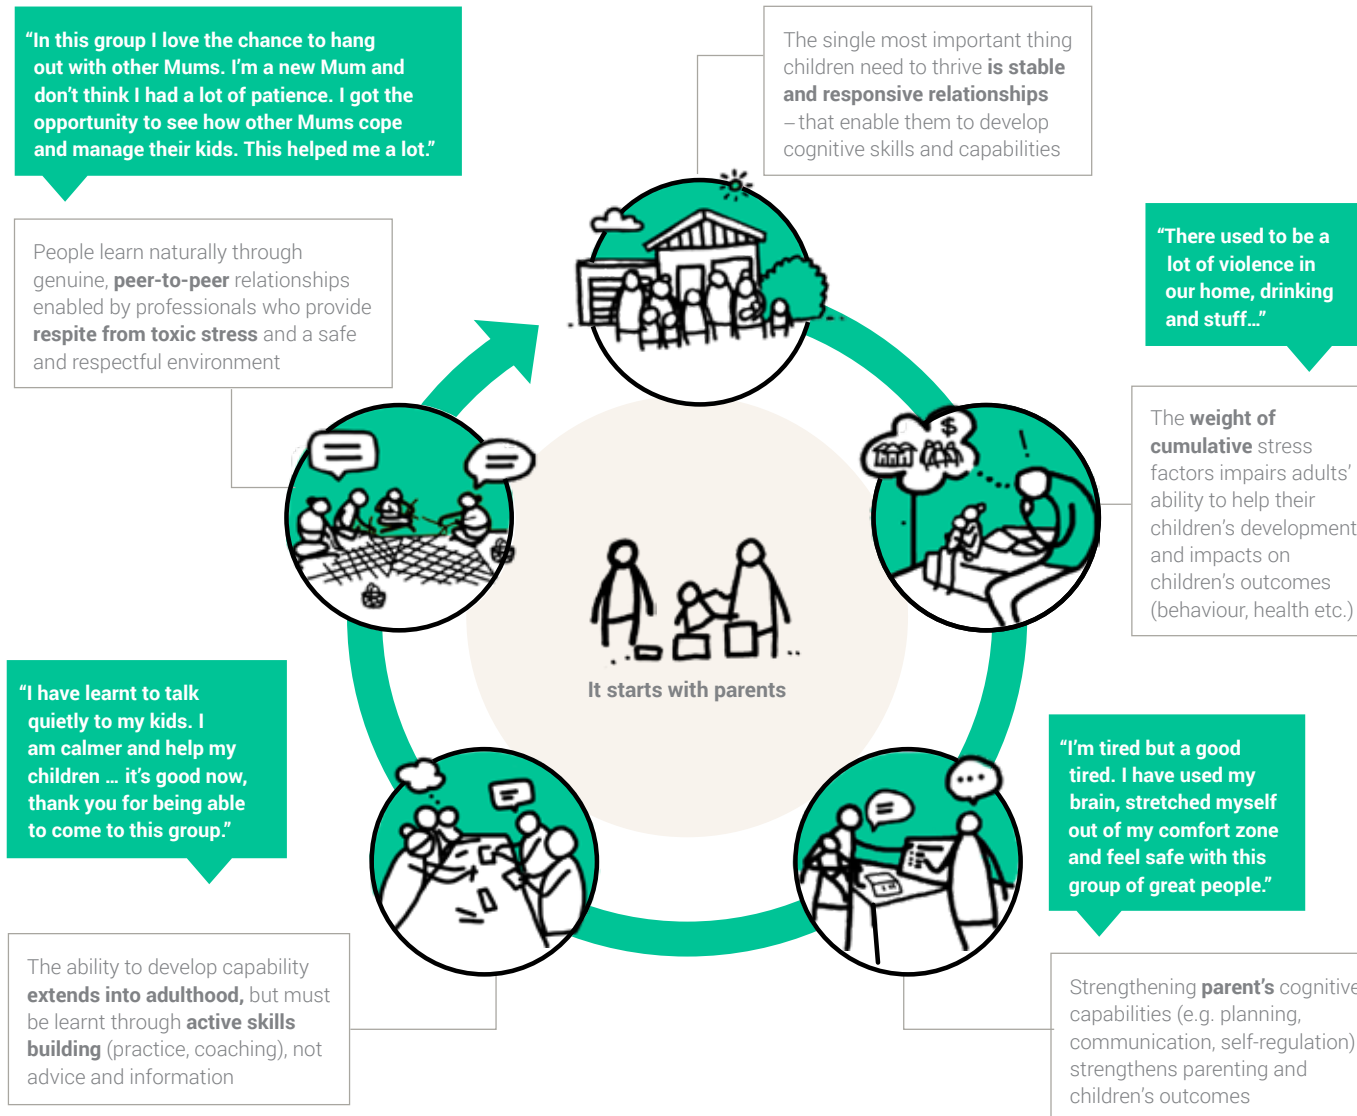 “In this group I love the chance to hang
out with other Mums. I’m a new Mum and
don’t think I had a lot of patience. I got the
opportunity to see how other Mums cope
and manage their kids. This helped me a lot.”
People learn naturally through
genuine, peer-to-peer relationships
enabled by professionals who provide
respite from toxic stress and a safe
and respectful environment
The single most important thing
children need to thrive is stable
and responsive relationships
– that enable them to develop
cognitive skills and capabilities
“There used to be a
lot of violence in
our home, drinking
and stuff…”
The weight of
cumulative stress
factors impairs adults’
ability to help their
children’s development
and impacts on
children’s outcomes
(behaviour, health etc.)
$
It starts with parents
“I have learnt to talk
quietly to my kids. I
am calmer and help my
children … it’s good now,
thank you for being able
to come to this group.”
The ability to develop capability
extends into adulthood, but must
be learnt through active skills
building (practice, coaching), not
advice and information
“I’m tired but a good
tired. I have used my
brain, stretched myself
out of my comfort zone
and feel safe with this
group of great people.”
Strengthening parent’s cognitive
capabilities (e.g. planning,
communication, self-regulation)
strengthens parenting and
children’s outcomes